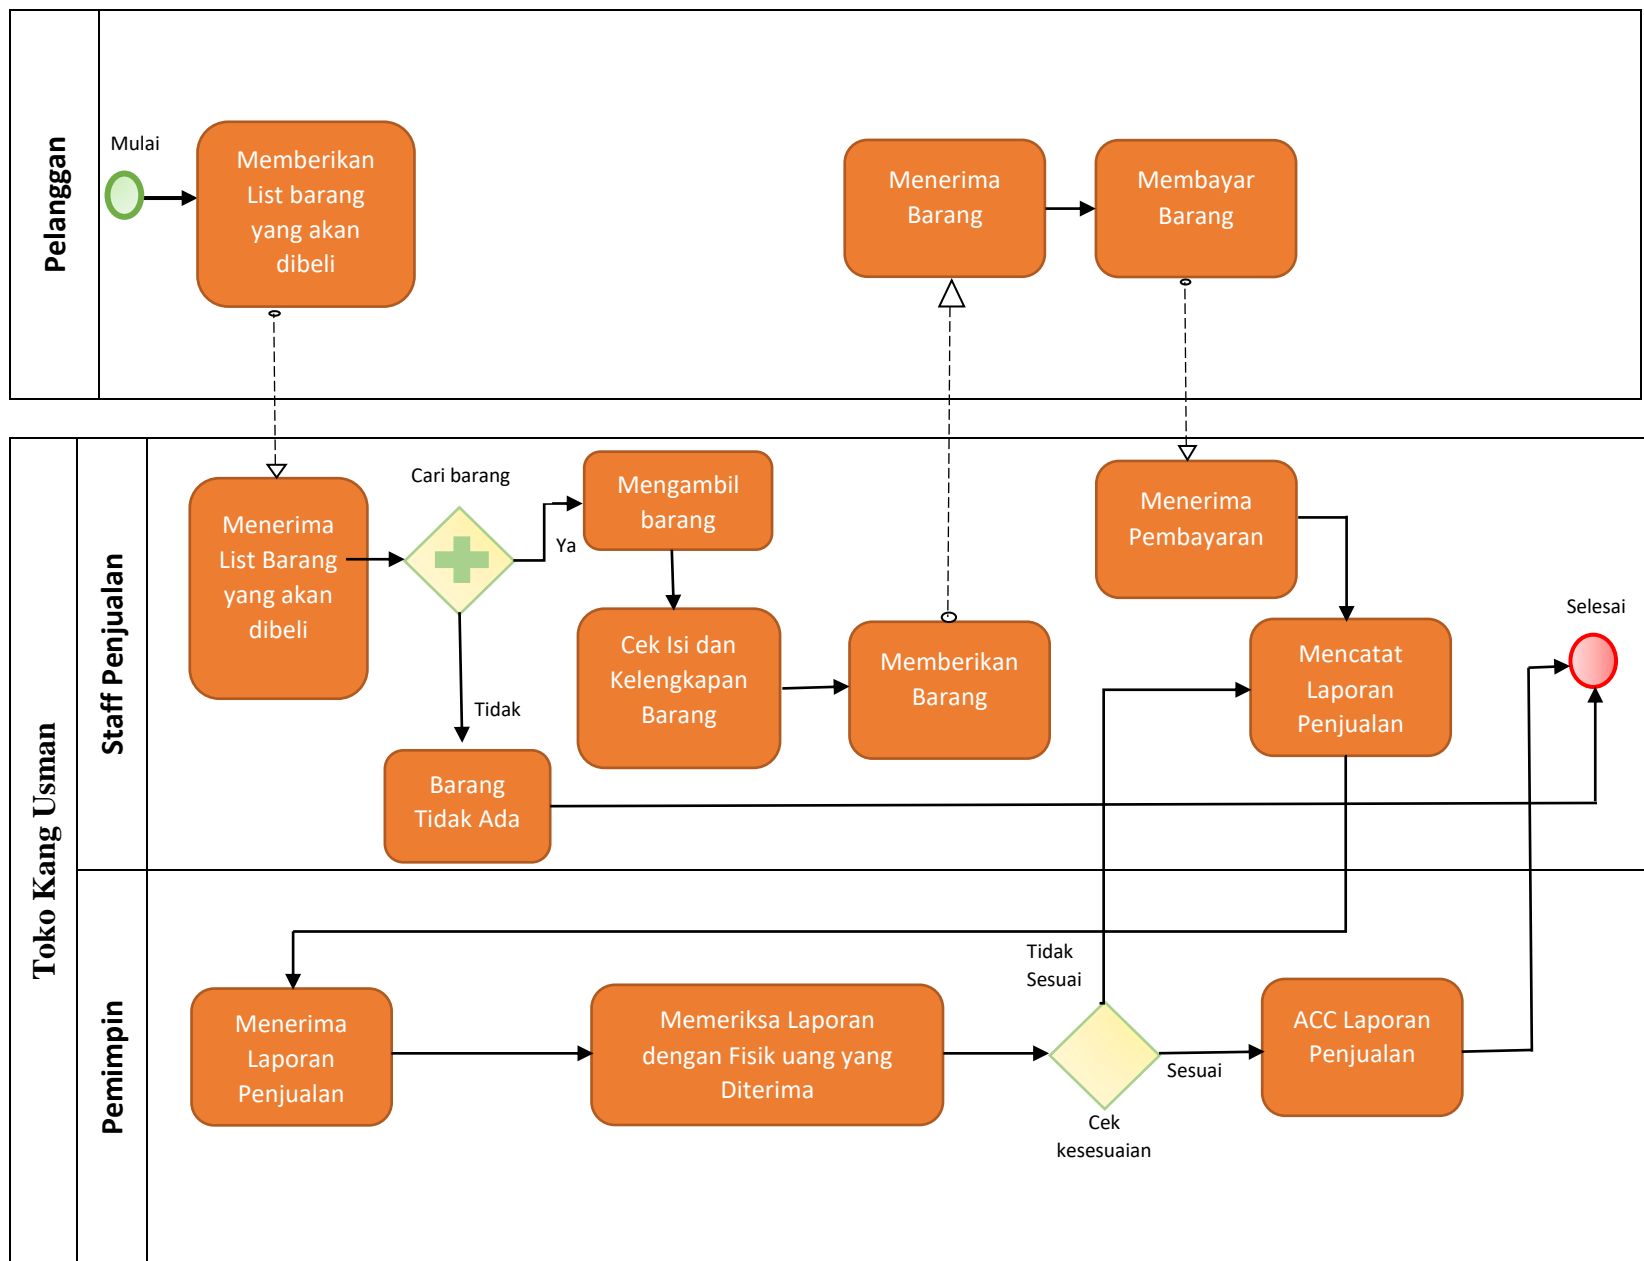 Pelanggan
Mulai
Memberikan
List barang
yang akan
dibeli
Menerima
Barang
Membayar
Barang
Toko Kang Usman
Staff Penjualan
Menerima
List Barang
yang akan
dibeli
Cari barang
Ya
Tidak
Mengambil
barang
Cek Isi dan
Kelengkapan
Barang
Barang
Tidak Ada
Memberikan
Barang
Menerima
Pembayaran
Mencatat
Laporan
Penjualan
Selesai
Pemimpin
Menerima
Laporan
Penjualan
Memeriksa Laporan
dengan Fisik uang yang
Diterima
Tidak
Sesuai
Cek
kesesuaian
Sesuai
ACC Laporan
Penjualan